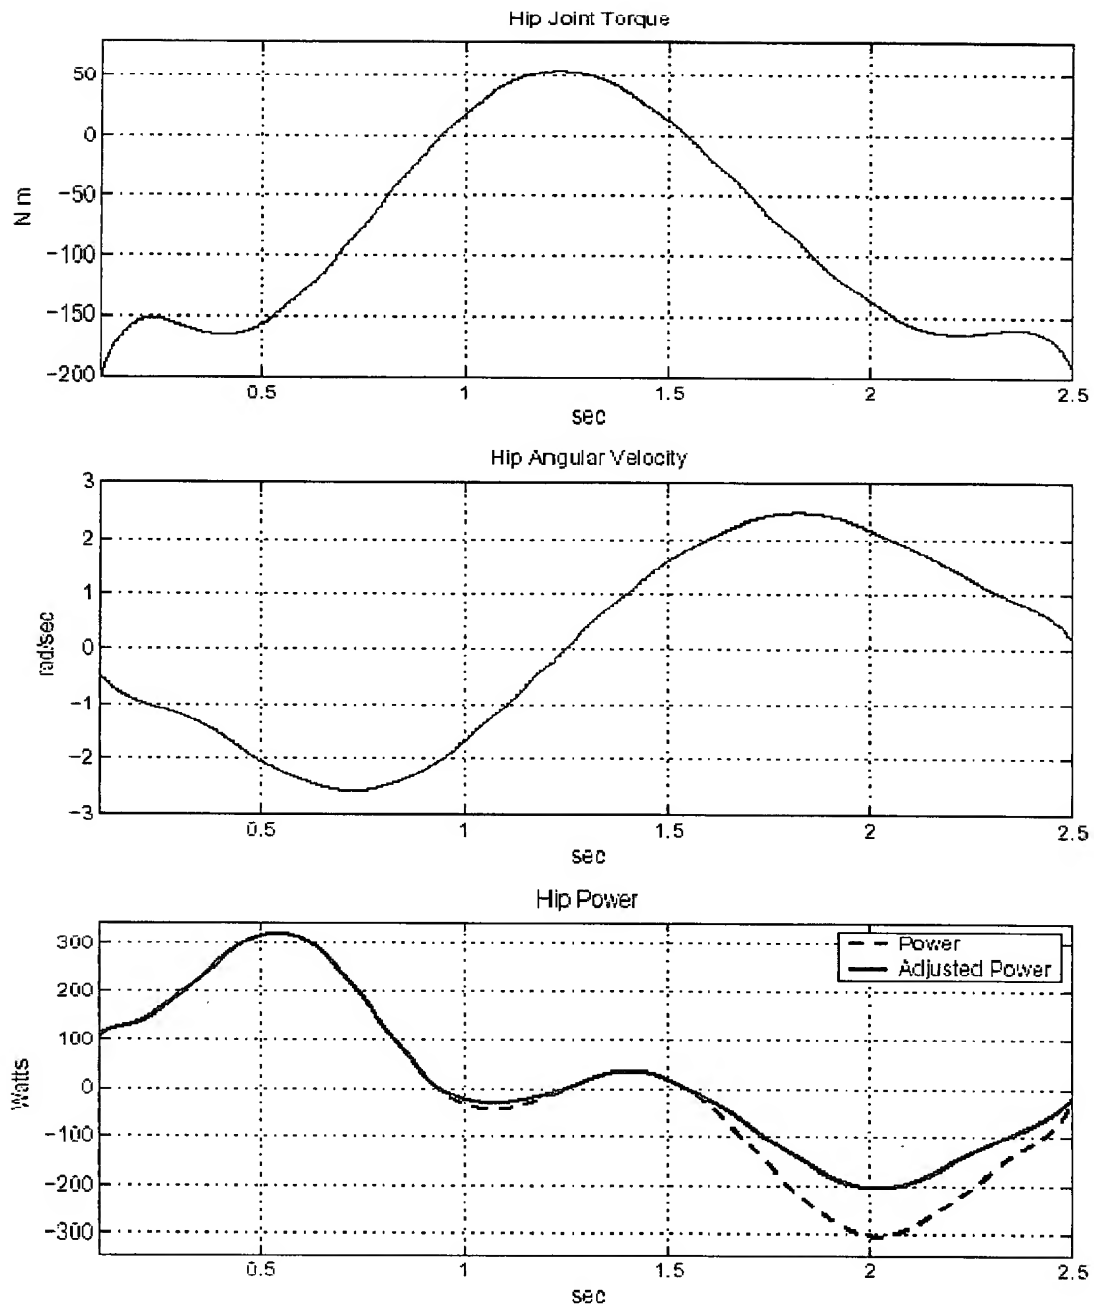 Hip Joint Torque
50
0
−50
−100
−150
−200
N m
0.5 1 1.5 2 2.5
sec
Hip Angular Velocity
3
2
1
0
−1
−2
−3
rad/sec
0.5 1 1.5 2 2.5
sec
Hip Power
300
200
100
0
−100
−200
−300
Watts
Power
Adjusted Power
0.5 1 1.5 2 2.5
sec